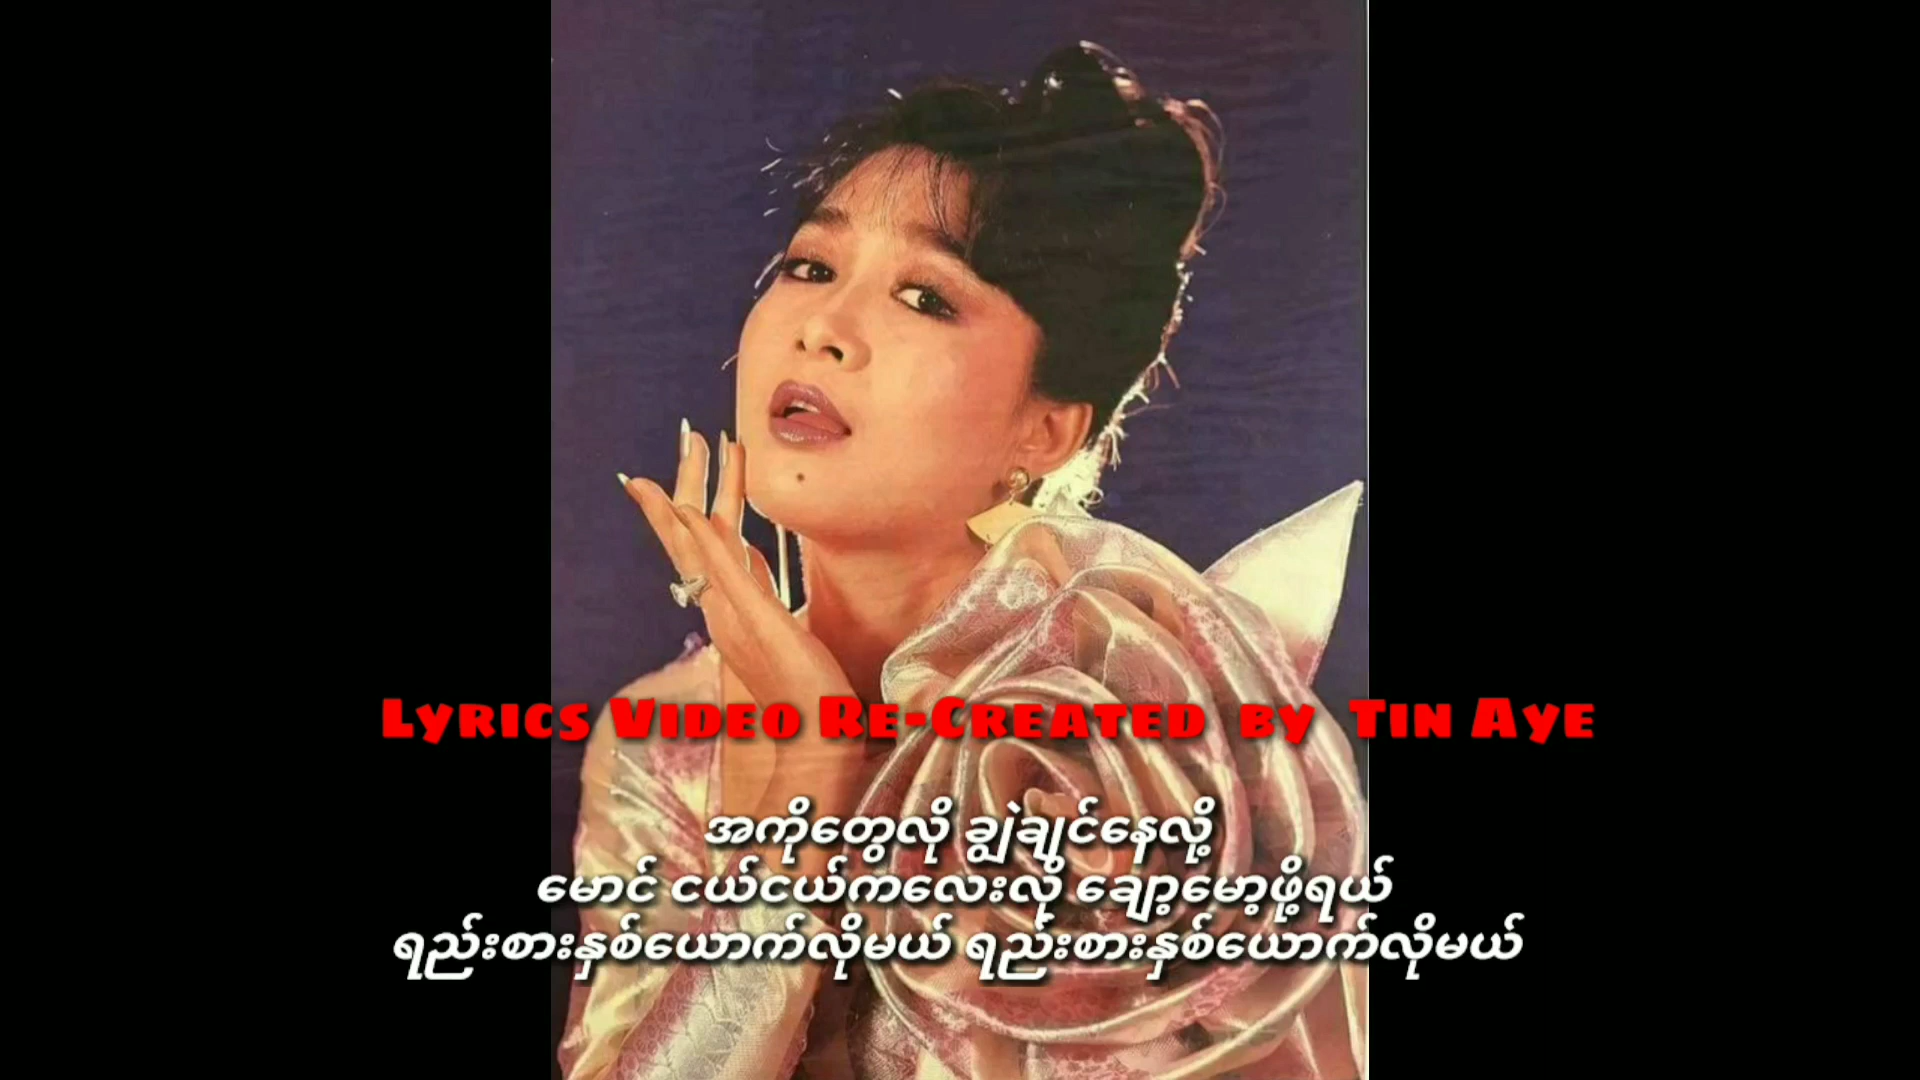 Lyrics Video Re-Created by Tin Aye
အကိုတွေလို ချွဲချင်နေလို့
မောင် ငယ်ငယ်ကလေးလို ချော့မော့ဖို့ရယ်
ရည်းစားနှစ်ယောက်လိုမယ် ရည်းစားနှစ်ယောက်လိုမယ်